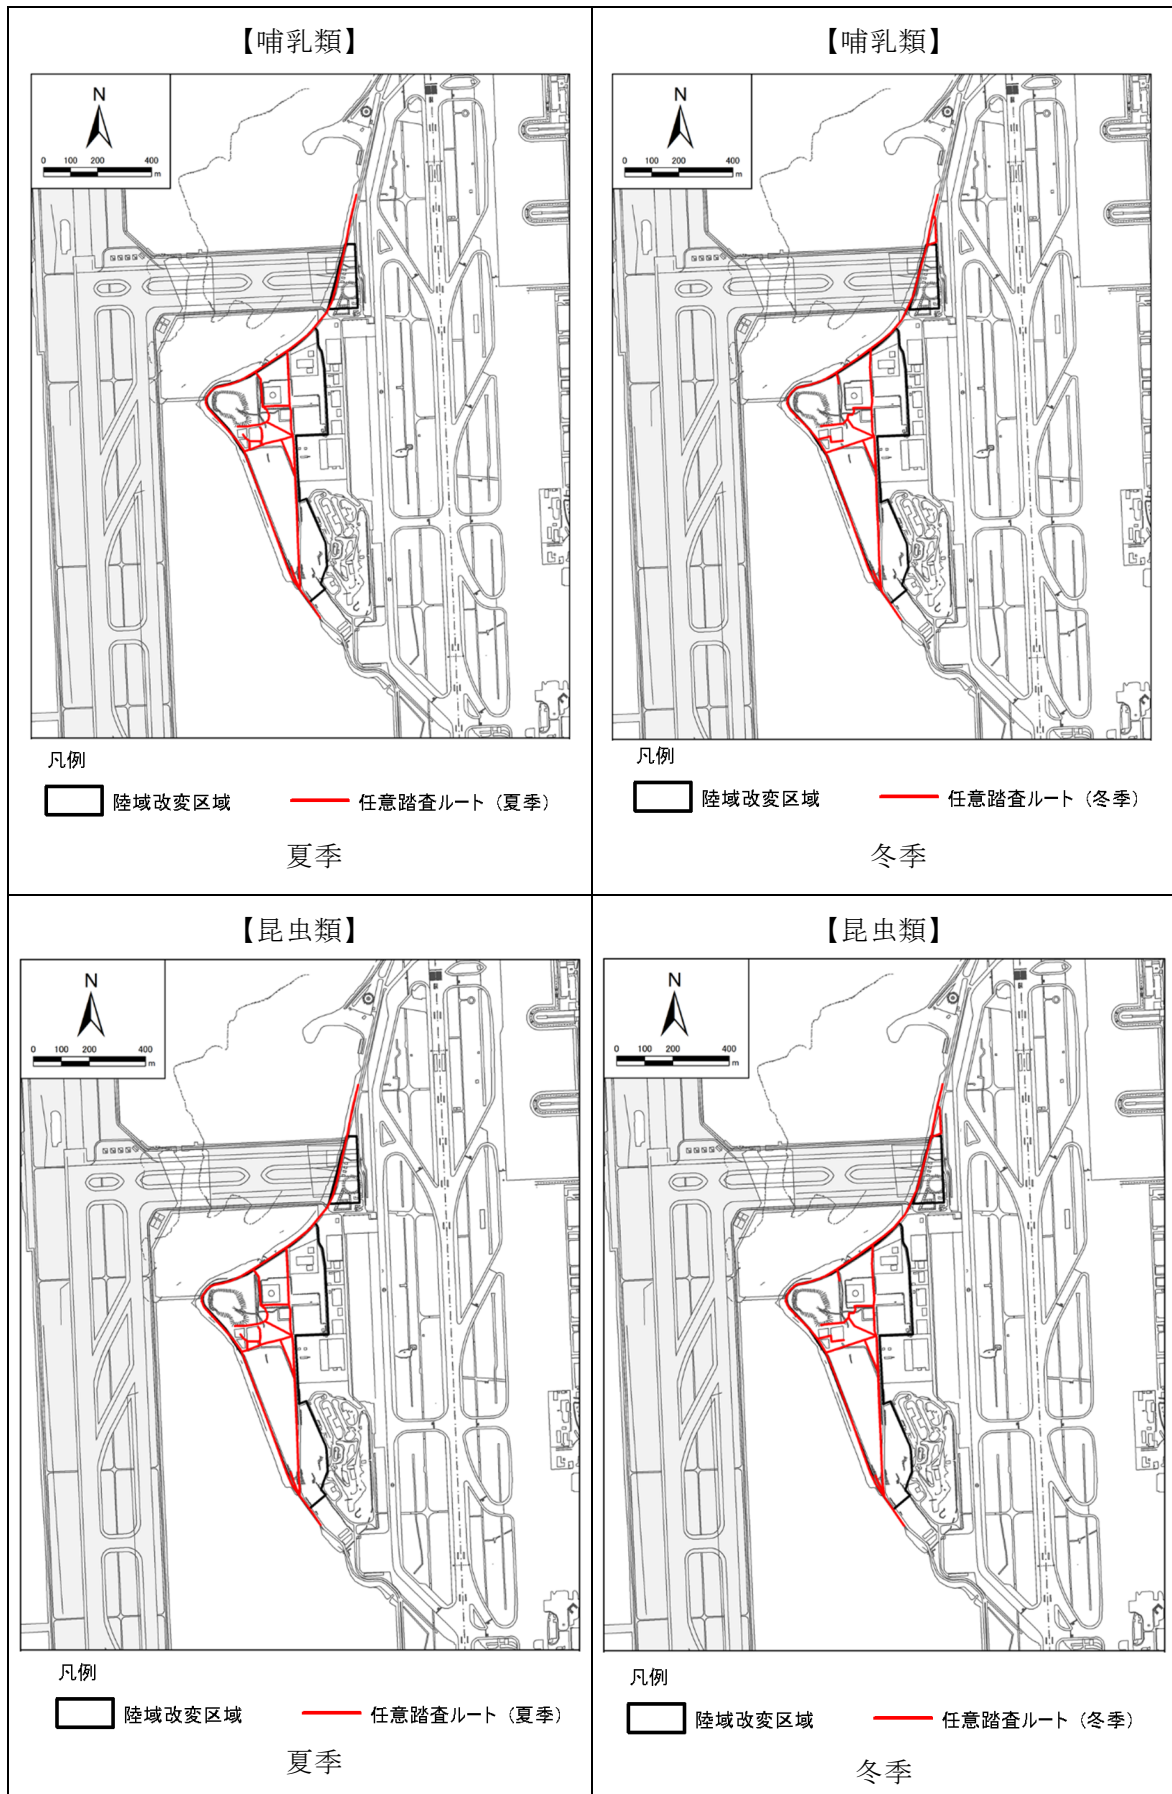 【哺乳類】
N
0 100 200 400
m
凡例
陸域改変区域 任意踏査ルート（夏季）
夏季
【哺乳類】
N
0 100 200 400
m
凡例
陸域改変区域 任意踏査ルート（冬季）
冬季
【昆虫類】
N
0 100 200 400
m
凡例
陸域改変区域 任意踏査ルート（夏季）
夏季
【昆虫類】
N
0 100 200 400
m
凡例
陸域改変区域 任意踏査ルート（冬季）
冬季